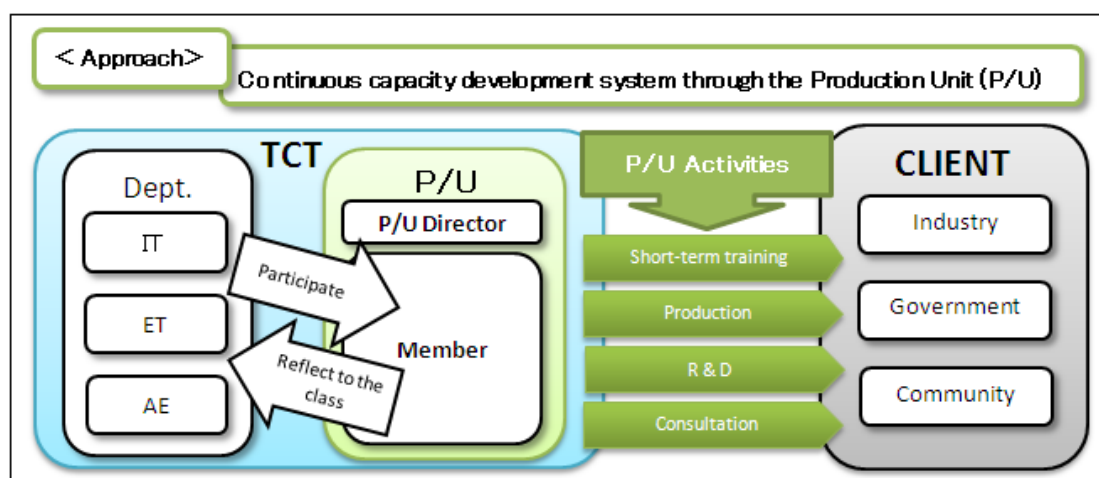 < Approach>
Continuous capacity development system through the Production Unit (P/U)
TCT
Dept.
IT
ET
AE
Participate
Reflect to the
class
P/U
P/U Director
Member
P/U Activities
Short-term training
Production
R & D
Consultation
CLIENT
Industry
Government
Community